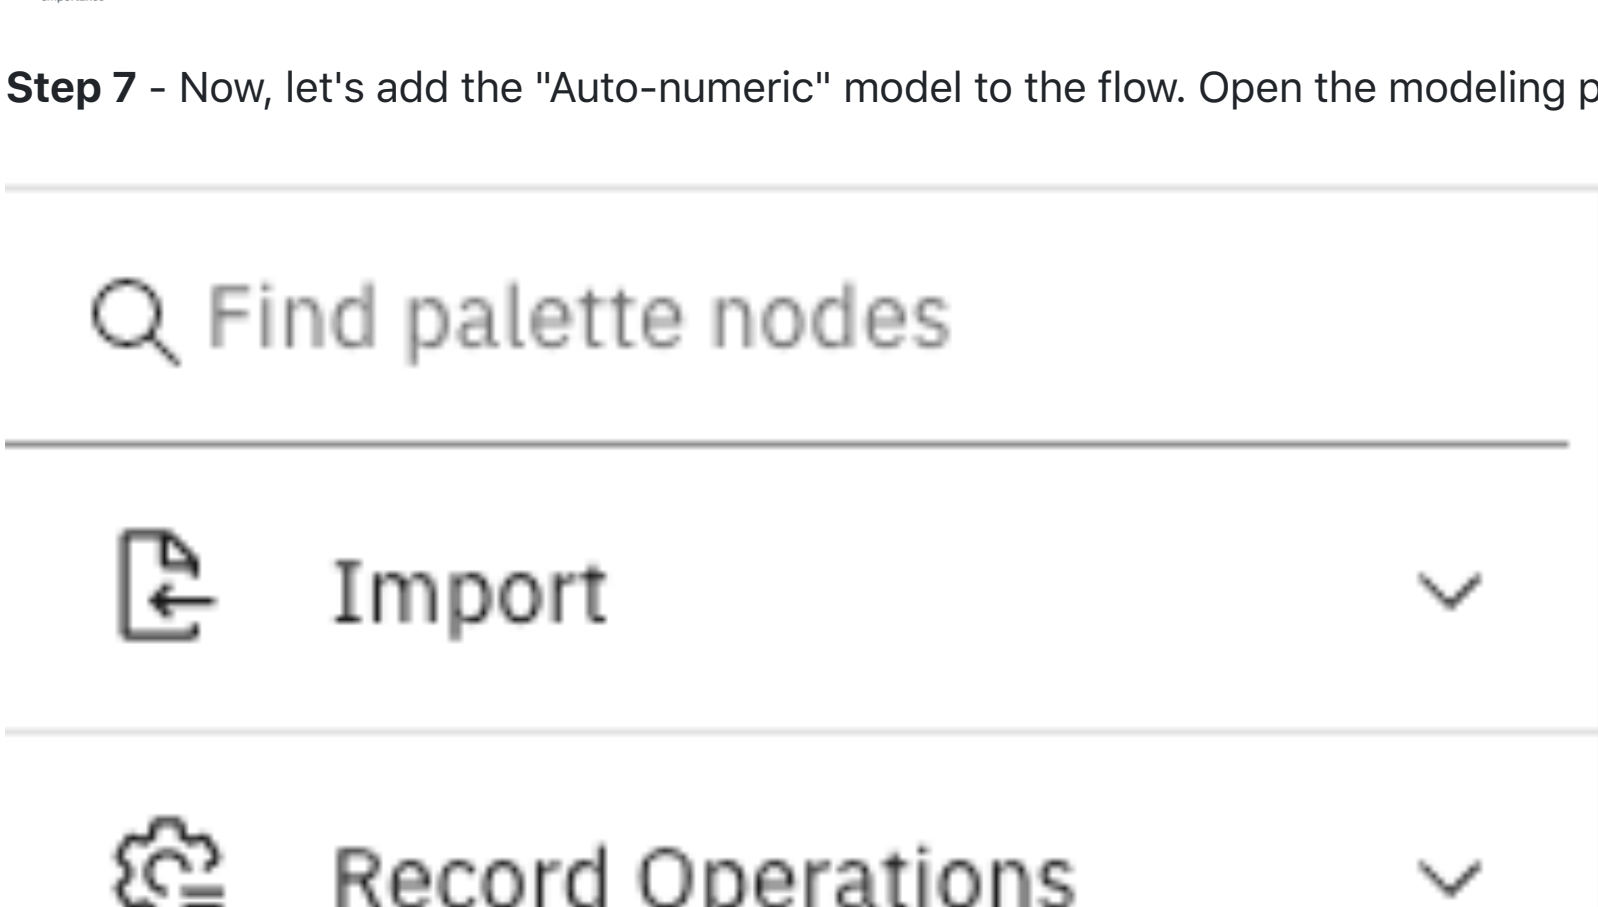 Step 7 - Now, let's add the "Auto-numeric" model to the flow. Open the modeling
Find palette nodes
Import
Record Operations